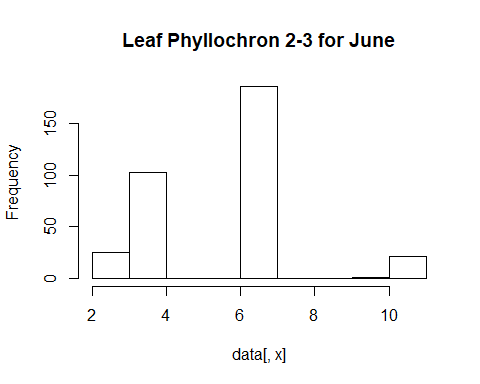 Leaf Phyllochron 2-3 for June
Frequency
150
100
50
0
2 4 6 8 10
data[, x]